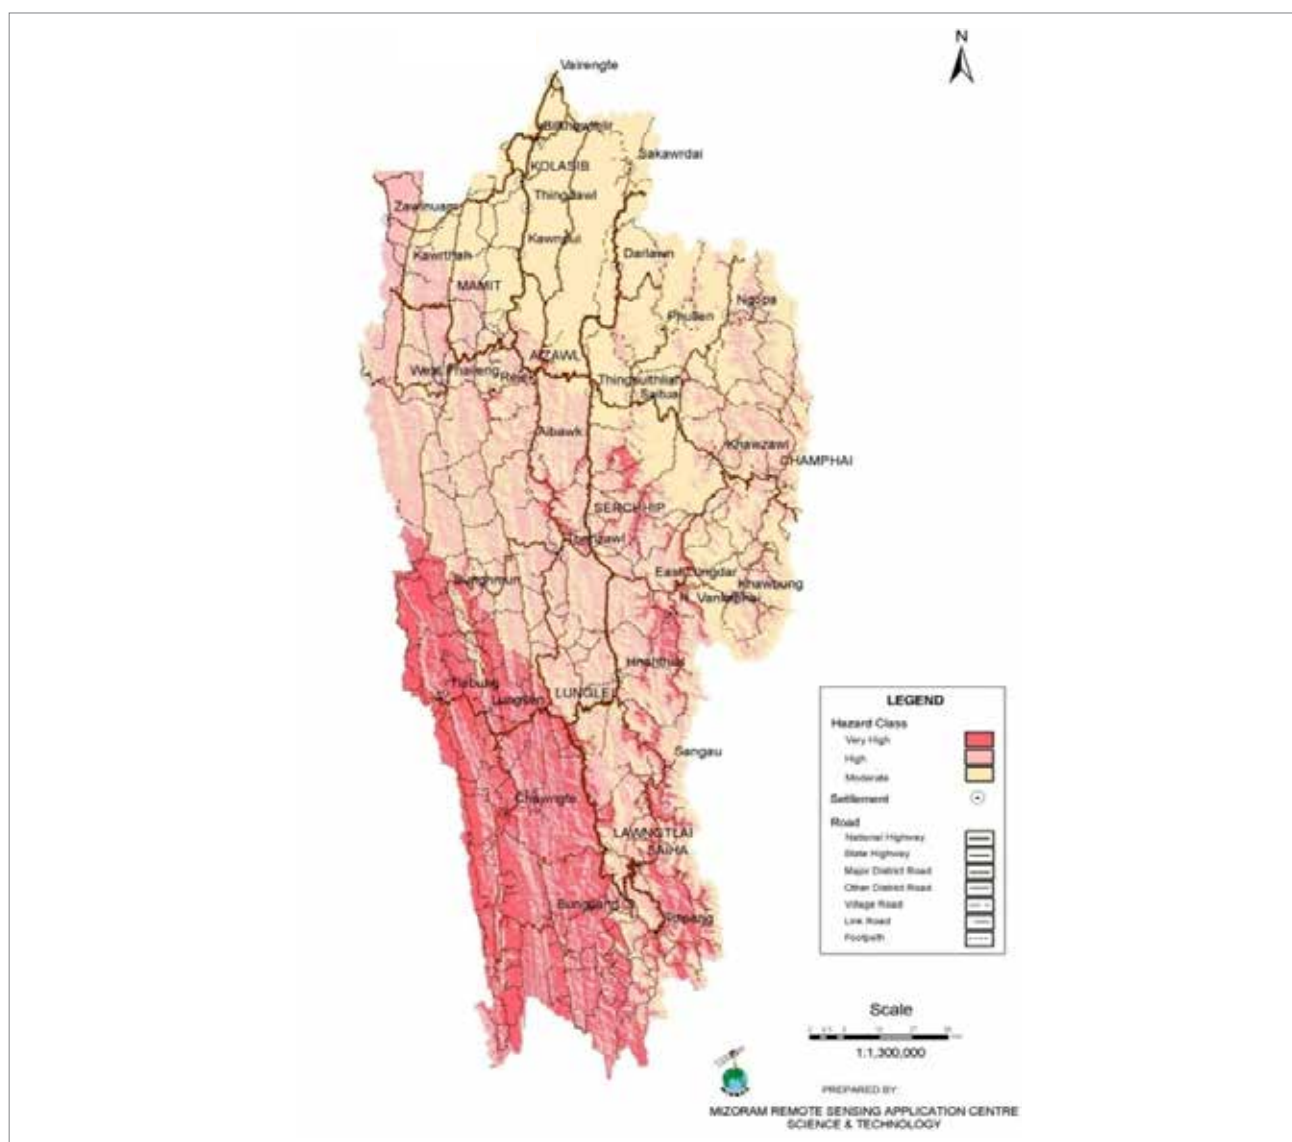 N
Vairengte
Bilkhawthlir
Sakawrdai
KOLASIB
Thingdawl
Zawlnuam
Kawnpui
Darlawn
Kawrthah
MAMIT
Ngopa
Phullen
AIZAWL
West Phaileng
Reiek
Thingsulthliah
Saitual
Aibawk
Khawzawl
CHAMPHAI
SERCHHIP
Thenzawl
East Lungdar
Bunghmun
Khawbung
N. Vanlaiphai
Hnahthial
Tlabung
LUNGLEI
Lungsen
Sangau
Chawngte
LAWNGTLAI
SAIHA
Bungtlang
Tipang
LEGEND
Hazard Class
Very High
High
Moderate
Settlement
Road
National Highway
State Highway
Major District Road
Other District Road
Village Road
Link Road
Footpath
Scale
1:1,300,000
PREPARED BY:
MIZORAM REMOTE SENSING APPLICATION CENTRE
SCIENCE & TECHNOLOGY